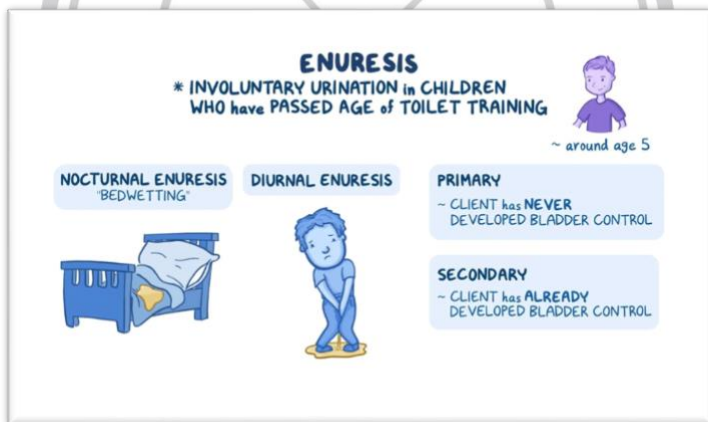 ENURESIS
* INVOLUNTARY URINATION in CHILDREN
WHO have PASSED AGE of TOILET TRAINING
~ around age 5
NOCTURNAL ENURESIS
"BEDWETTING"
DIURNAL ENURESIS
PRIMARY
~ CLIENT has NEVER
DEVELOPED BLADDER CONTROL
SECONDARY
~ CLIENT has ALREADY
DEVELOPED BLADDER CONTROL